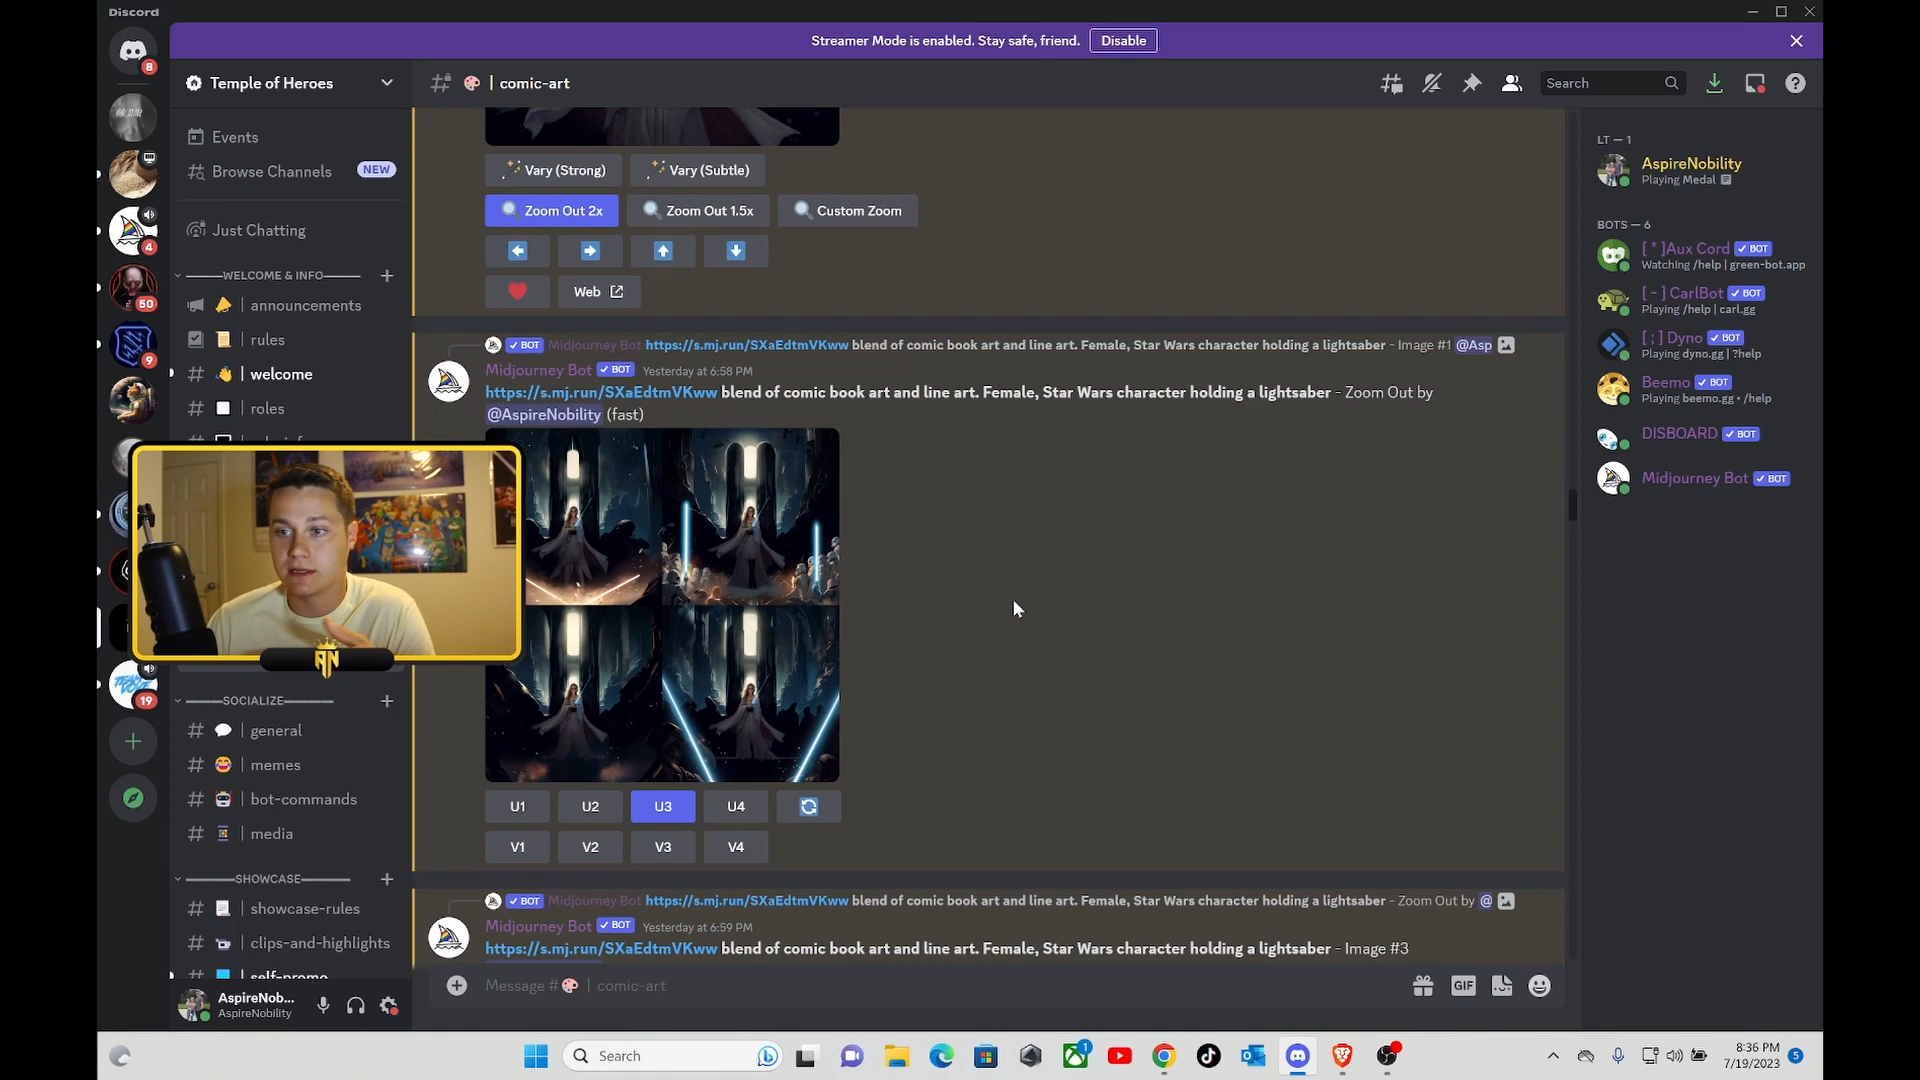 Discord
Streamer Mode is enabled. Stay safe, friend. Disable
8
Temple of Heroes
| comic-art
Search
Events
Browse Channels NEW
Just Chatting
WELCOME & INFO
| announcements
| rules
| welcome
| roles
4
50
9
19
Vary (Strong) Vary (Subtle)
Zoom Out 2x Zoom Out 1.5x Custom Zoom
Web
BOT Midjourney Bot https://s.mj.run/SXaEdtmVKww blend of comic book art and line art. Female, Star Wars character holding a lightsaber - Image #1 @Asp
Midjourney Bot BOT Yesterday at 6:58 PM
https://s.mj.run/SXaEdtmVKww blend of comic book art and line art. Female, Star Wars character holding a lightsaber - Zoom Out by
@AspireNobility (fast)
AN
U1 U2 U3 U4
V1 V2 V3 V4
BOT Midjourney Bot https://s.mj.run/SXaEdtmVKww blend of comic book art and line art. Female, Star Wars character holding a lightsaber - Zoom Out by @
Midjourney Bot BOT Yesterday at 6:59 PM
https://s.mj.run/SXaEdtmVKww blend of comic book art and line art. Female, Star Wars character holding a lightsaber - Image #3
Message # | comic-art
GIF
SOCIALIZE
| general
| memes
| bot-commands
| media
SHOWCASE
| showcase-rules
| clips-and-highlights
self-promo
AspireNob...
AspireNobility
LT — 1
AspireNobility
Playing Medal
BOTS — 6
[ * ]Aux Cord BOT
Watching /help | green-bot.app
[ - ] CarlBot BOT
Playing /help | carl.gg
[ ; ] Dyno BOT
Playing dyno.gg | ?help
Beemo BOT
Playing beemo.gg • /help
DISBOARD BOT
Midjourney Bot BOT
Search
1
8:36 PM
7/19/2023
5